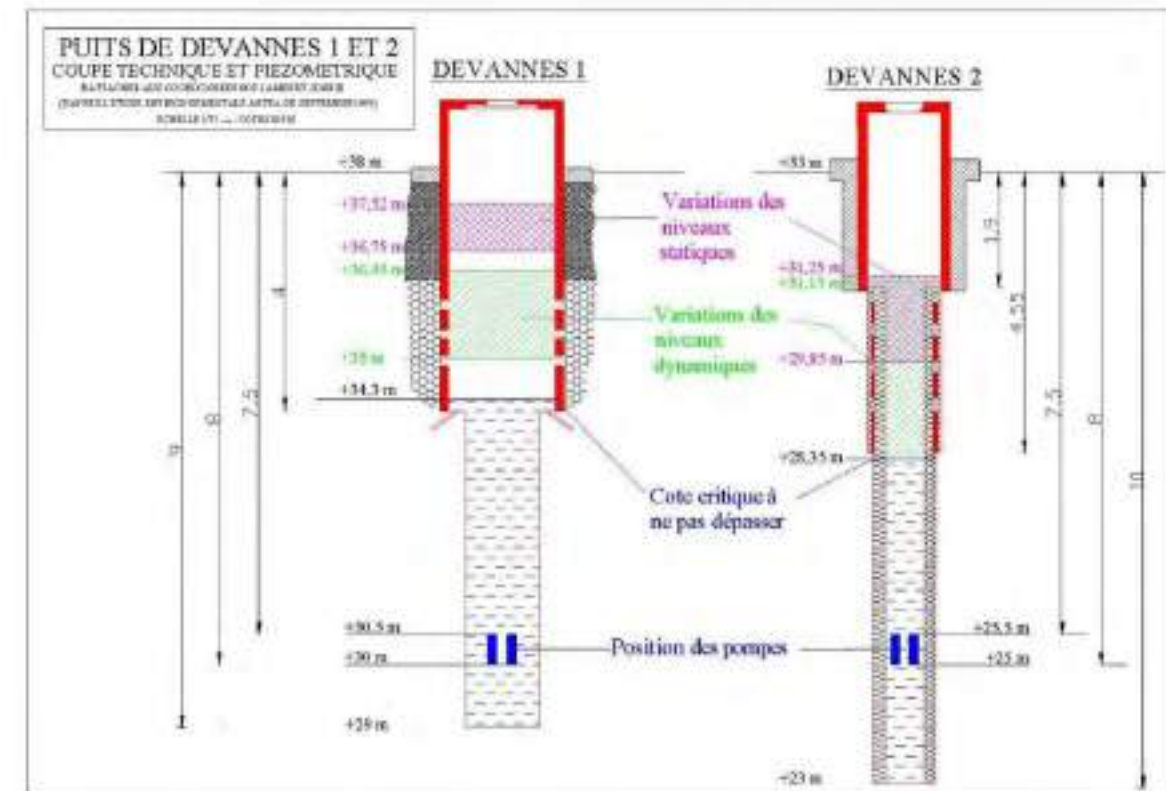 PUITS DE DEVANNES 1 ET 2
COUPE TECHNIQUE ET PIEZOMETRIQUE
DEVANNES 1
DEVANNES 2
+38 m
+33 m
+37,52 m
Variations des
niveaux
statiques
1,9
+36,75 m
+31,25 m
+31,15 m
4
4,55
Variations des
niveaux
dynamiques
+35 m
+29,85 m
+34,3 m
9
8
7,5
7,5
8
10
+28,35 m
Cote critique à
ne pas dépasser
+30,5 m
+25,5 m
Position des pompes
+30 m
+25 m
+29 m
+23 m